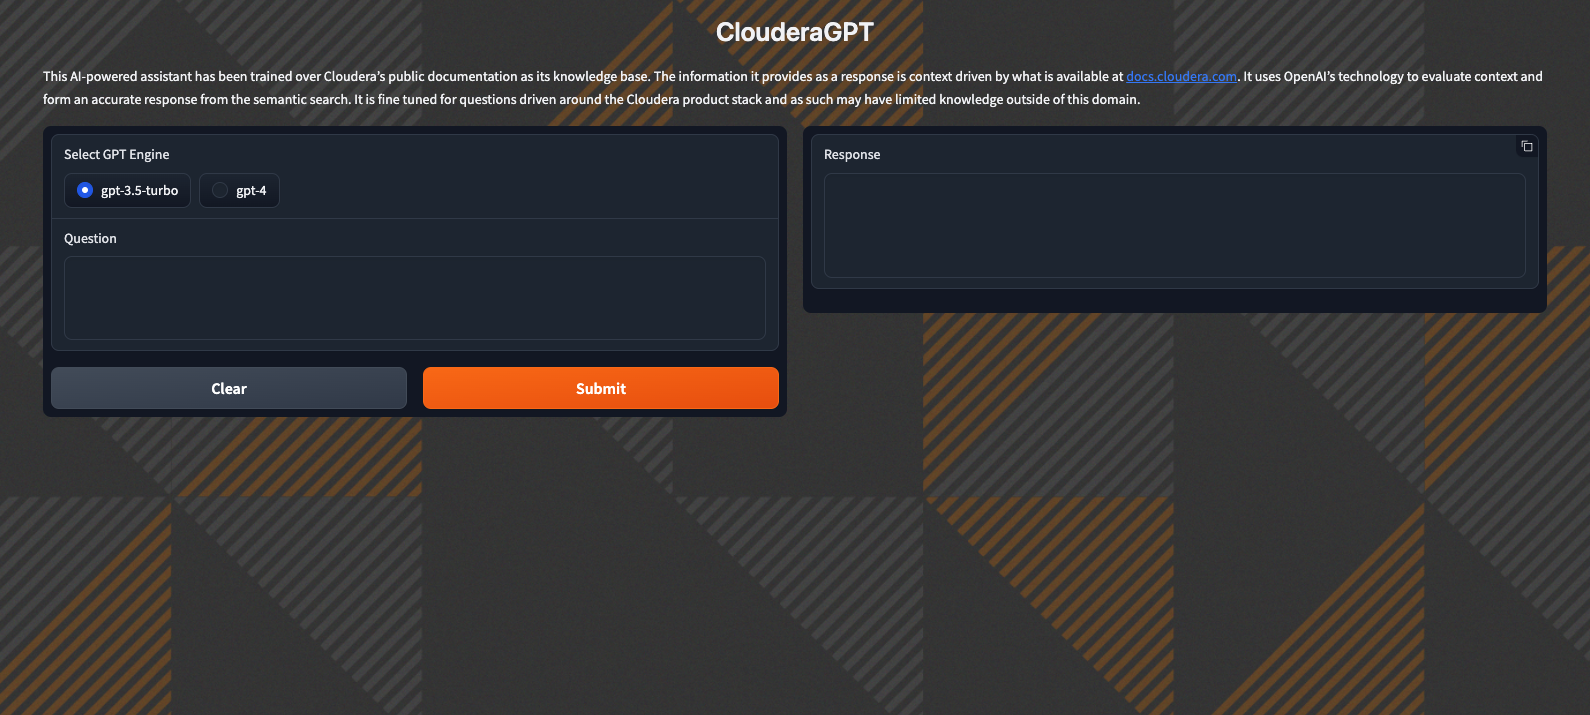 ClouderaGPT
This AI-powered assistant has been trained over Cloudera’s public documentation as its knowledge base. The information it provides as a response is context driven by what is available at docs.cloudera.com. It uses OpenAI’s technology to evaluate context and
form an accurate response from the semantic search. It is fine tuned for questions driven around the Cloudera product stack and as such may have limited knowledge outside of this domain.
Select GPT Engine
gpt-3.5-turbo
gpt-4
Question
Clear
Submit
Response